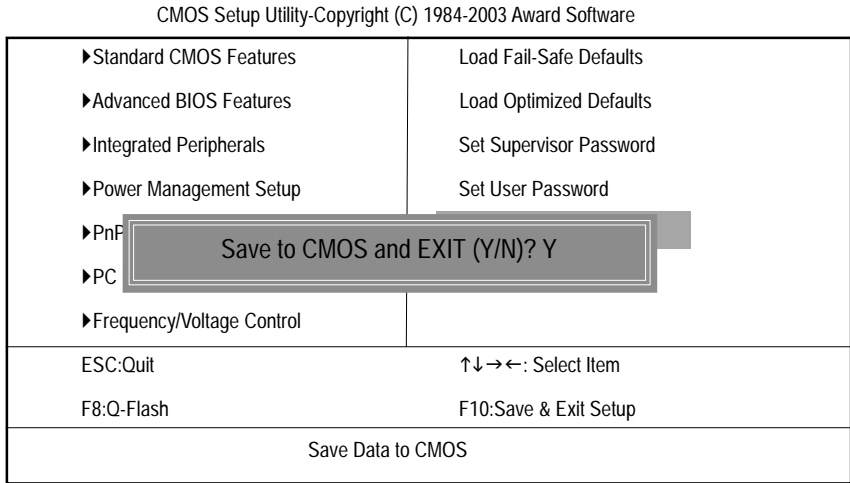 CMOS Setup Utility-Copyright (C) 1984-2003 Award Software
▶Standard CMOS Features
▶Advanced BIOS Features
▶Integrated Peripherals
▶Power Management Setup
▶PnP
▶PC
▶Frequency/Voltage Control
Load Fail-Safe Defaults
Load Optimized Defaults
Set Supervisor Password
Set User Password
Save to CMOS and EXIT (Y/N)? Y
ESC:Quit
↑↓→←: Select Item
F8:Q-Flash
F10:Save & Exit Setup
Save Data to CMOS